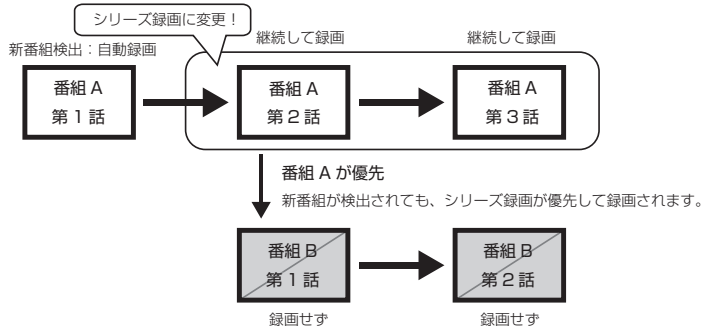 シリーズ録画に変更！
新番組検出：自動録画
継続して録画
継続して録画
番組 A
第 1 話
番組 A
第 2 話
番組 A
第 3 話
番組 A が優先
新番組が検出されても、シリーズ録画が優先して録画されます。
番組 B
第 1 話
番組 B
第 2 話
録画せず
録画せず